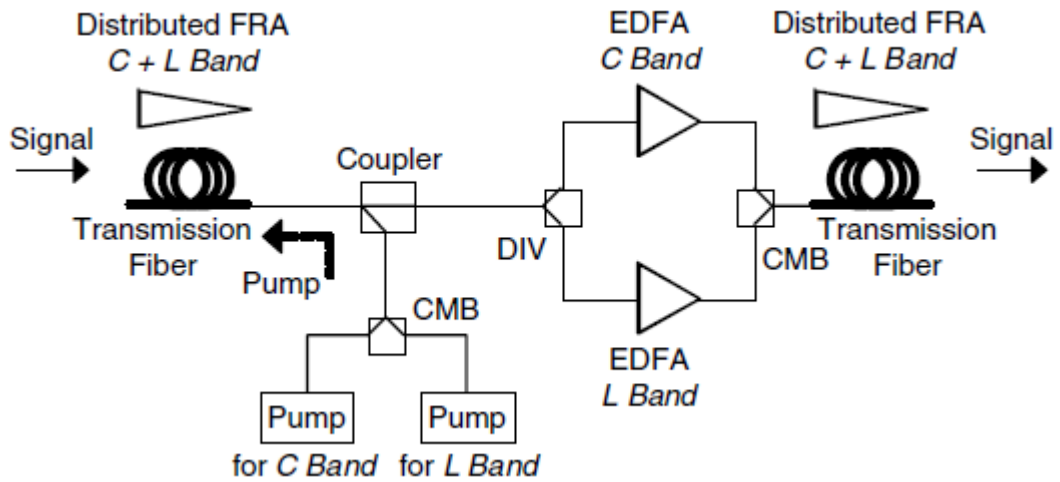 Distributed FRA
C + L Band
EDFA
C Band
Distributed FRA
C + L Band
Signal
Coupler
Signal
Transmission
Fiber
Pump
DIV
CMB
Transmission
Fiber
CMB
EDFA
L Band
Pump
for C Band
Pump
for L Band